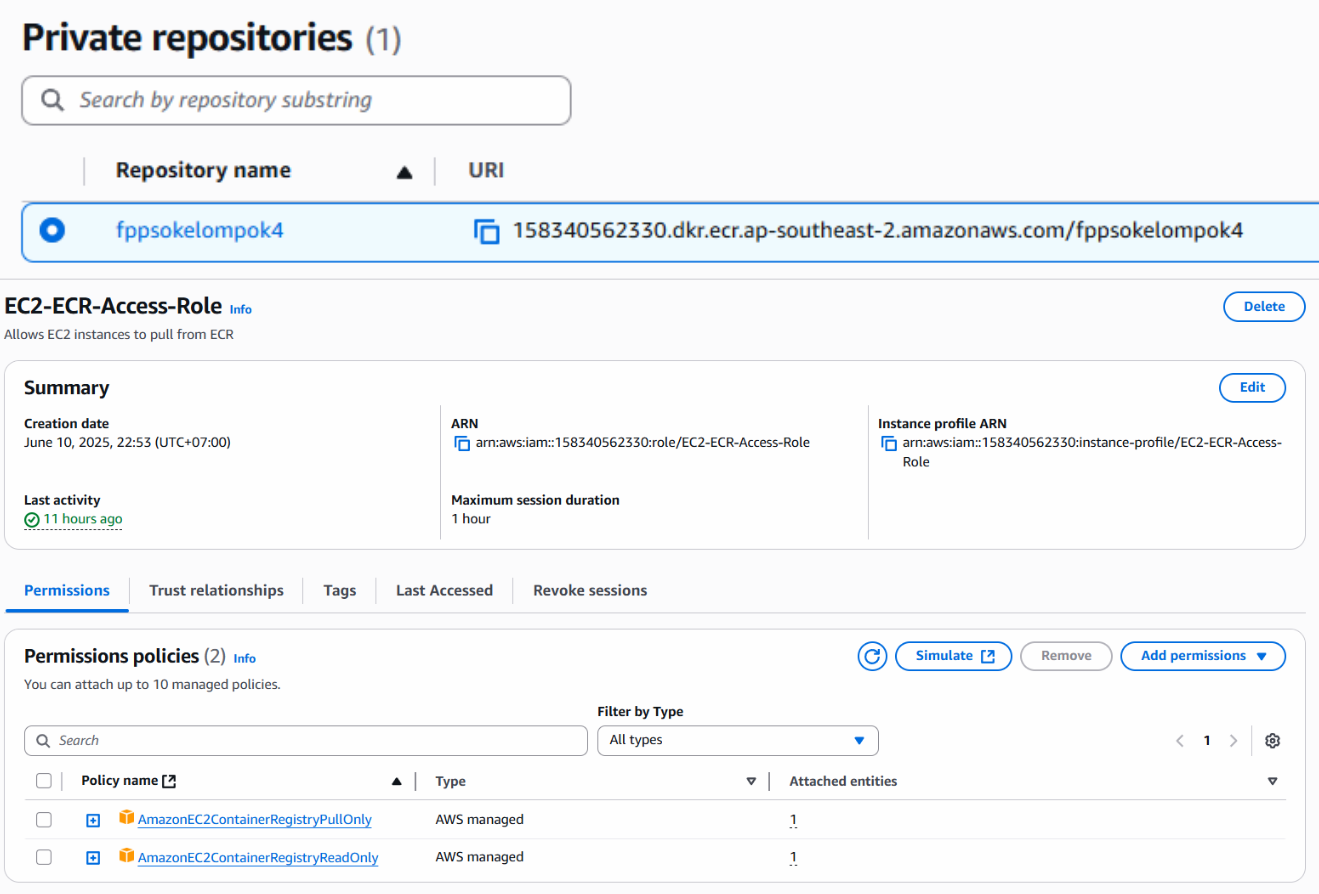 Private repositories (1)
Search by repository substring
Repository name URI
fppsokelompok4 158340562330.dkr.ecr.ap-southeast-2.amazonaws.com/fppsokelompok4
EC2-ECR-Access-Role Info Delete
Allows EC2 instances to pull from ECR
Summary Edit
Creation date ARN Instance profile ARN
June 10, 2025, 22:53 (UTC+07:00) arn:aws:iam::158340562330:role/EC2-ECR-Access-Role arn:aws:iam::158340562330:instance-profile/EC2-ECR-Access-
Role
Last activity Maximum session duration
11 hours ago 1 hour
Permissions Trust relationships Tags Last Accessed Revoke sessions
Permissions policies (2) Info Simulate Remove Add permissions
You can attach up to 10 managed policies.
Filter by Type
Search All types 1
Policy name Type Attached entities
AmazonEC2ContainerRegistryPullOnly AWS managed 1
AmazonEC2ContainerRegistryReadOnly AWS managed 1